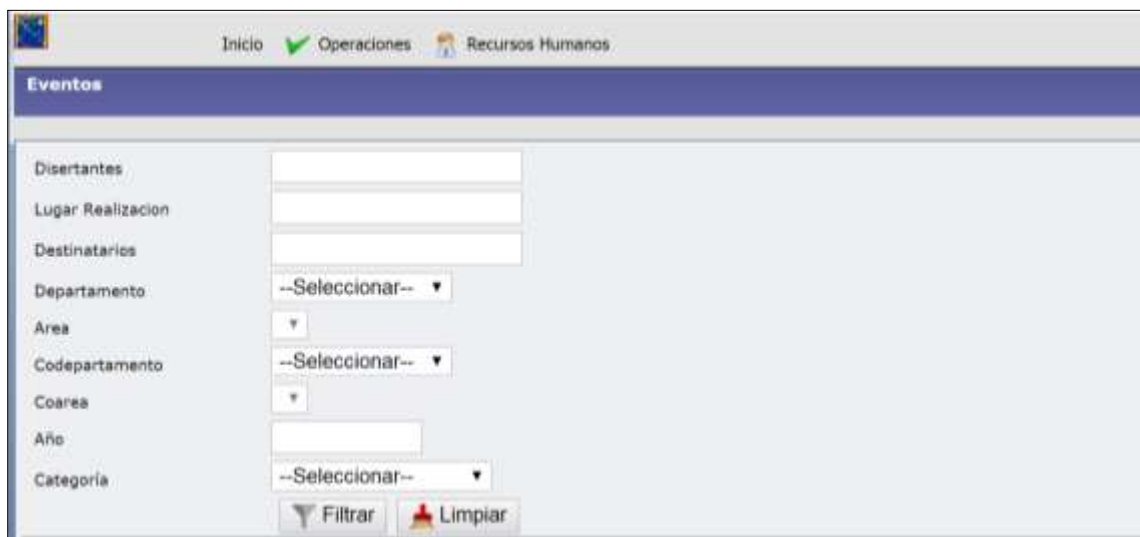 Inicio Operaciones Recursos Humanos
Eventos
Disertantes
Lugar Realizacion
Destinatarios
Departamento --Seleccionar--
Area
Codepartamento --Seleccionar--
Coarea
Año
Categoría --Seleccionar--
Filtrar Limpiar